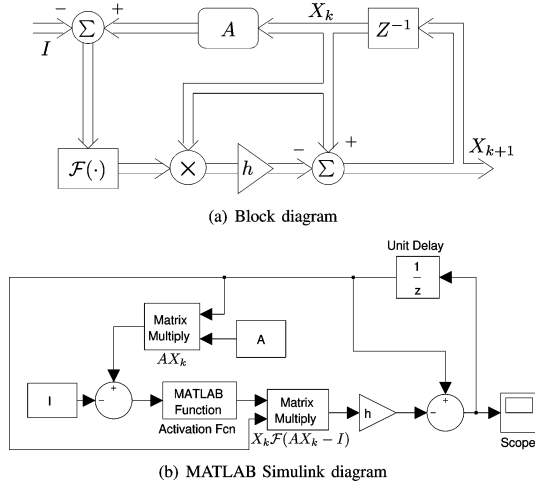 − + X_k
Σ A Z^{-1}
I
X_{k+1}
− +
F(·) × h Σ
(a) Block diagram
Unit Delay
1
z
Matrix
Multiply
A
AX_k
I − + MATLAB
Function
Matrix
Multiply
h − +
Activation Fcn
X_kF(AX_k − I)
Scope
(b) MATLAB Simulink diagram